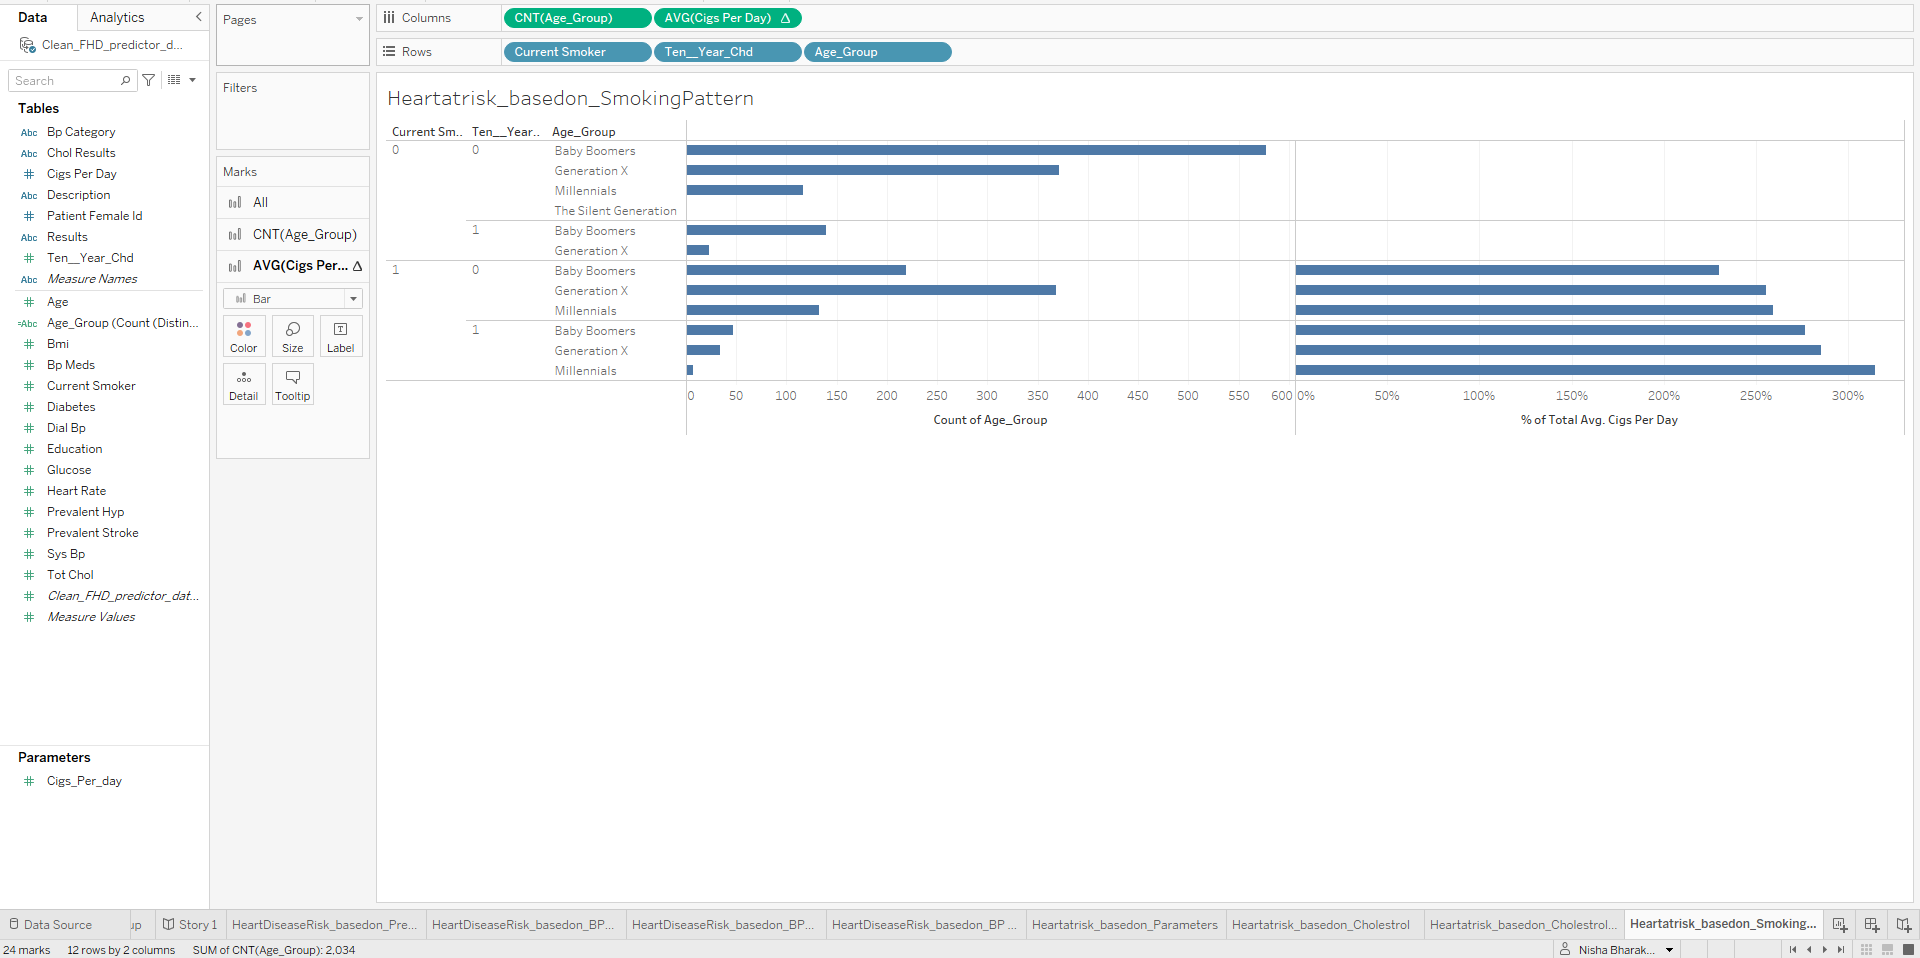 Data
Analytics
Clean_FHD_predictor_d...
Search
Tables
Abc Bp Category
Abc Chol Results
# Cigs Per Day
Abc Description
# Patient Female Id
Abc Results
# Ten__Year_Chd
Abc Measure Names
# Age
=Abc Age_Group (Count (Distin...
# Bmi
# Bp Meds
# Current Smoker
# Diabetes
# Dial Bp
# Education
# Glucose
# Heart Rate
# Prevalent Hyp
# Prevalent Stroke
# Sys Bp
# Tot Chol
# Clean_FHD_predictor_dat...
# Measure Values
Parameters
# Cigs_Per_day
Pages
Filters
Marks
All
CNT(Age_Group)
AVG(Cigs Per... Δ
Bar
Color Size Label
Detail Tooltip
Columns CNT(Age_Group) AVG(Cigs Per Day) Δ
Rows Current Smoker Ten__Year_Chd Age_Group
Heartatrisk_basedon_SmokingPattern
Current Sm.. Ten__Year.. Age_Group
0 0 Baby Boomers
Generation X
Millennials
The Silent Generation
1 Baby Boomers
Generation X
1 0 Baby Boomers
Generation X
Millennials
1 Baby Boomers
Generation X
Millennials
0 50 100 150 200 250 300 350 400 450 500 550 600 0% 50% 100% 150% 200% 250% 300%
Count of Age_Group % of Total Avg. Cigs Per Day
Data Source up Story 1 HeartDiseaseRisk_basedon_Pre... HeartDiseaseRisk_basedon_BP... HeartDiseaseRisk_basedon_BP... HeartDiseaseRisk_basedon_BP ... Heartatrisk_basedon_Parameters Heartatrisk_basedon_Cholestrol Heartatrisk_basedon_Cholestrol... Heartatrisk_basedon_Smoking...
24 marks 12 rows by 2 columns SUM of CNT(Age_Group): 2,034 Nisha Bharak...